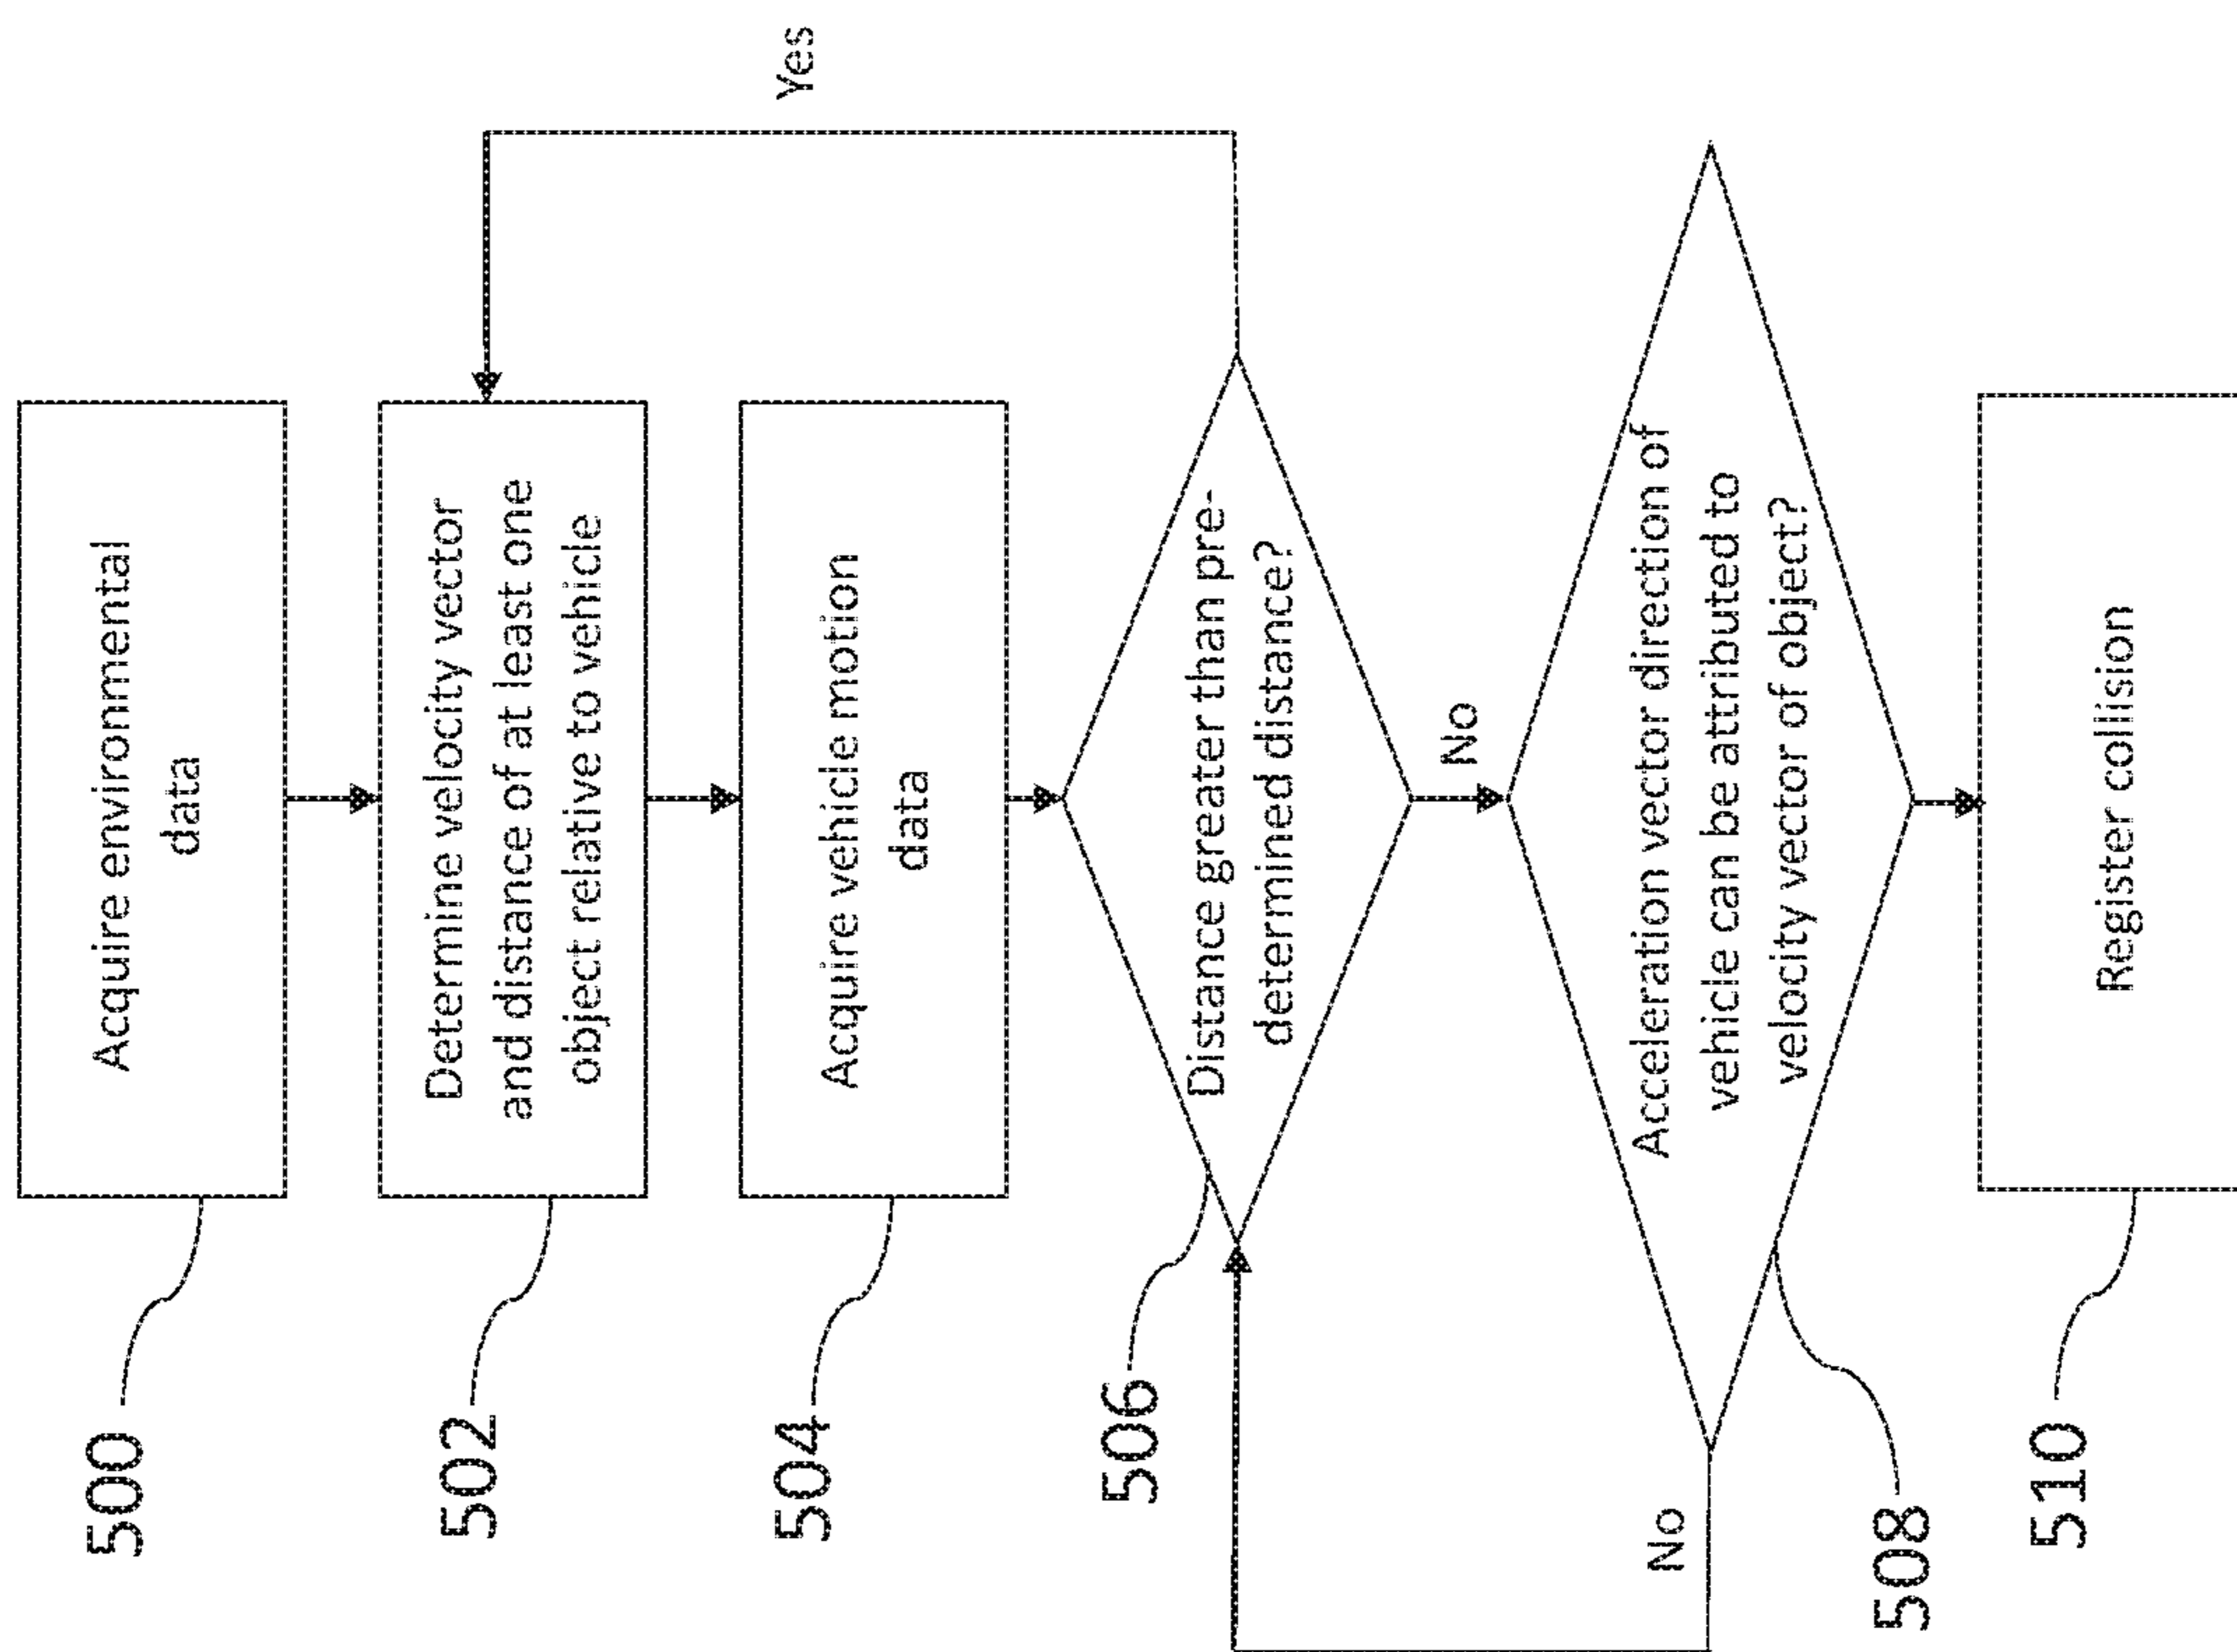 500
Acquire environmental
data
502
Determine velocity vector
and distance of at least one
object relative to vehicle
Yes
504
Acquire vehicle motion
data
506
Distance greater than pre-
determined distance?
No
508
Acceleration vector direction of
vehicle can be attributed to
velocity vector of object?
No
510
Register collision